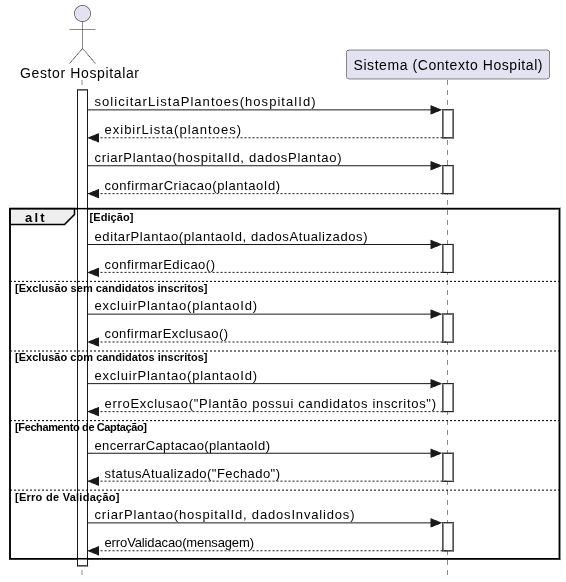 Gestor Hospitalar
Sistema (Contexto Hospital)
solicitarListaPlantoes(hospitalId)
exibirLista(plantoes)
criarPlantao(hospitalId, dadosPlantao)
confirmarCriacao(plantaoId)
alt
[Edição]
editarPlantao(plantaoId, dadosAtualizados)
confirmarEdicao()
[Exclusão sem candidatos inscritos]
excluirPlantao(plantaoId)
confirmarExclusao()
[Exclusão com candidatos inscritos]
excluirPlantao(plantaoId)
erroExclusao("Plantão possui candidatos inscritos")
[Fechamento de Captação]
encerrarCaptacao(plantaoId)
statusAtualizado("Fechado")
[Erro de Validação]
criarPlantao(hospitalId, dadosInvalidos)
erroValidacao(mensagem)